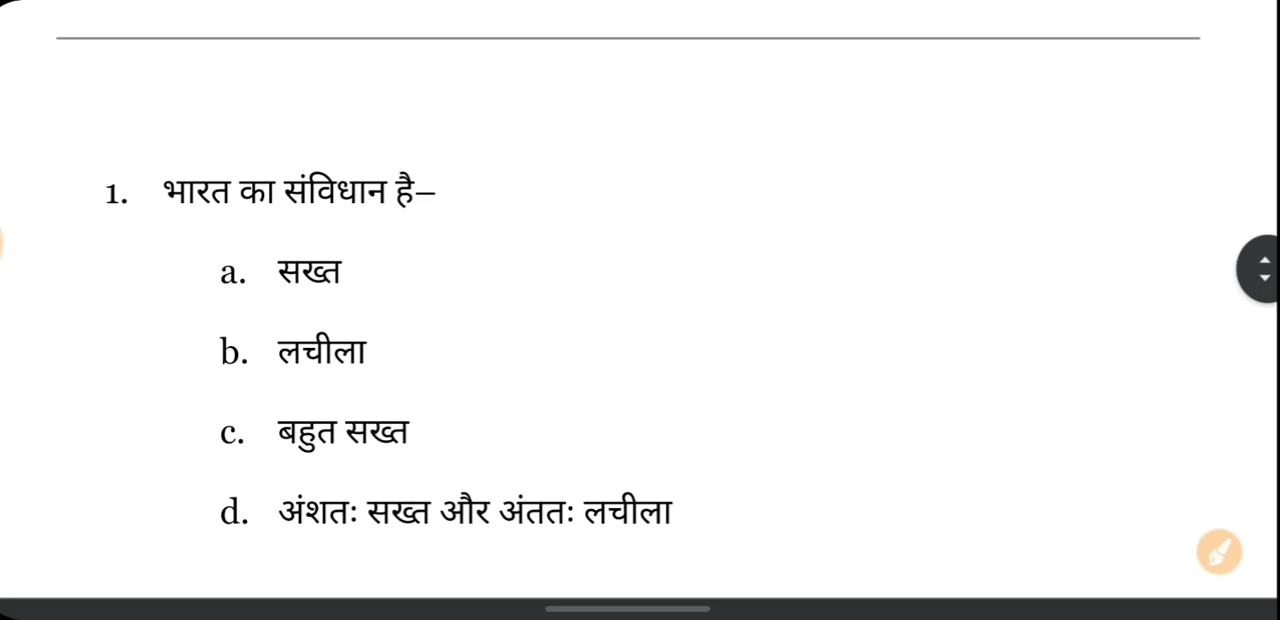 1. भारत का संविधान है–
a. सख्त
b. लचीला
c. बहुत सख्त
d. अंशतः सख्त और अंततः लचीला